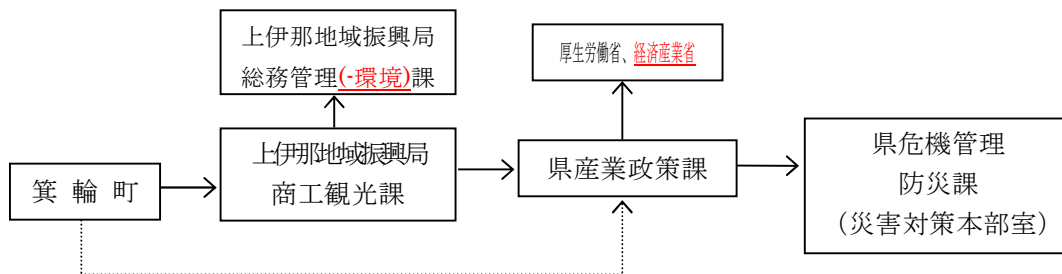 上伊那地域振興局
総務管理(-環境)課
厚生労働省、経済産業省
箕輪町
上伊那地域振興局
商工観光課
県産業政策課
県危機管理
防災課
（災害対策本部室）